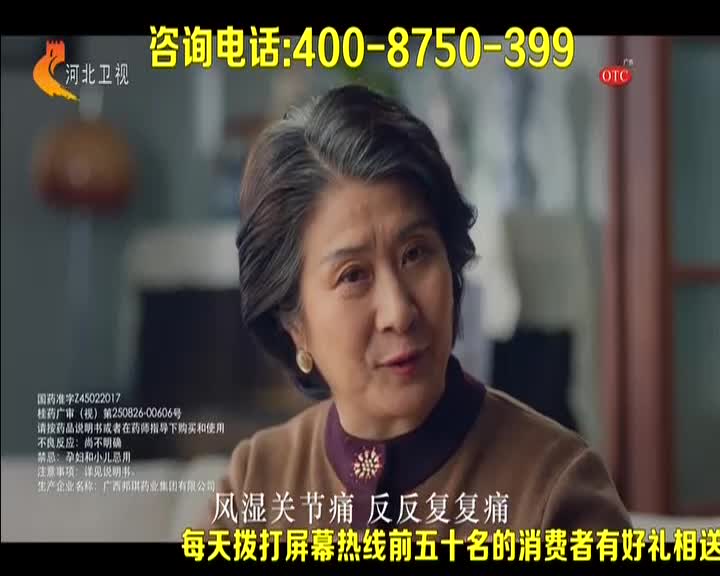 咨询电话:400-8750-399
河北卫视
广告
OTC
国药准字Z45022017
桂药广审（视）第250826-00606号
请按药品说明书或者在药师指导下购买和使用
不良反应：尚不明确
禁忌：孕妇和小儿忌用
注意事项：详见说明书。
生产企业名称：广西邦琪药业集团有限公司
风湿关节痛 反反复复痛
每天拨打屏幕热线前五十名的消费者有好礼相送